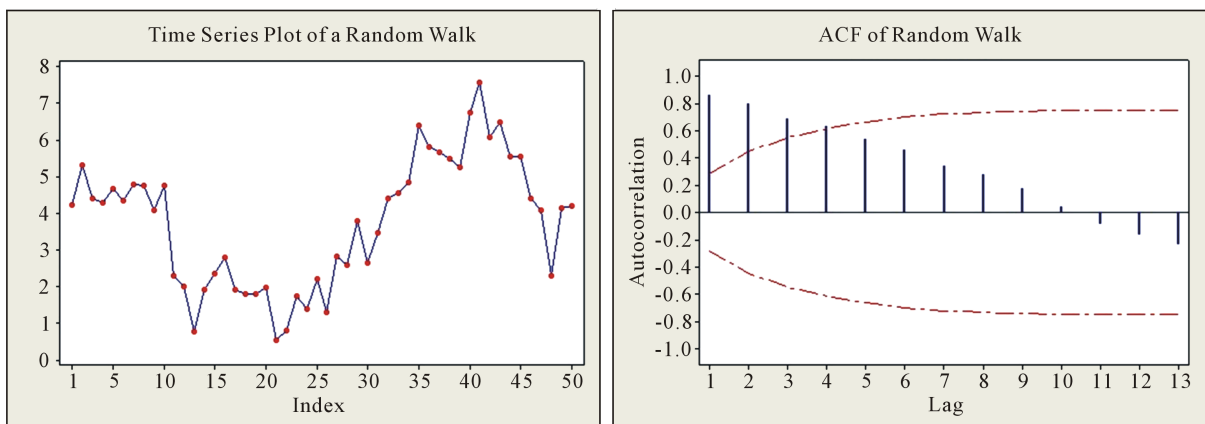 Time Series Plot of a Random Walk
8
7
6
5
4
3
2
1
0
1 5 10 15 20 25 30 35 40 45 50
Index
ACF of Random Walk
Autocorrelation
1.0
0.8
0.6
0.4
0.2
0.0
-0.2
-0.4
-0.6
-0.8
-1.0
1 2 3 4 5 6 7 8 9 10 11 12 13
Lag